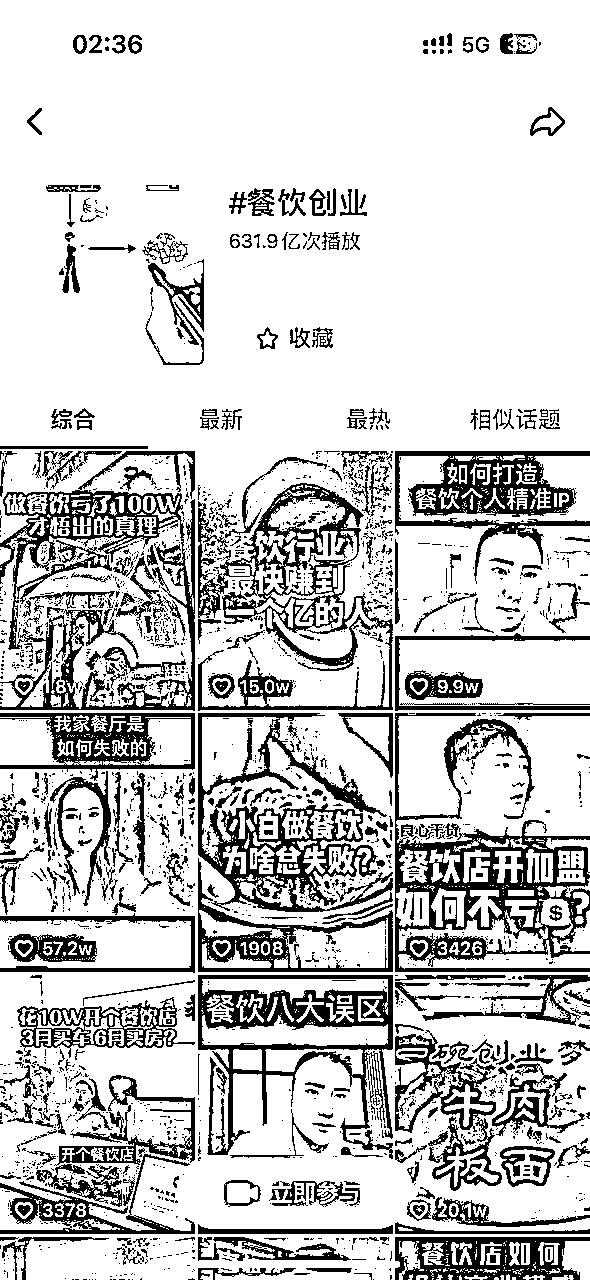 02:36
5G
39
#餐饮创业
631.9亿次播放
收藏
综合
最新
最热
相似话题
做餐饮亏了100W
才悟出的真理
1.8w
餐饮行业
最快赚到
一个亿的人
15.0w
如何打造
餐饮个人精准IP
9.9w
我家餐厅是
如何失败的
57.2w
小白做餐饮
为啥总失败?
1908
良心干货
餐饮店开加盟
如何不亏$?
3426
花10W开个餐饮店
3月买车6月买房?
开个餐饮店
3378
餐饮八大误区
一碗创业梦
牛肉
板面
20.1w
立即参与
餐饮店如何